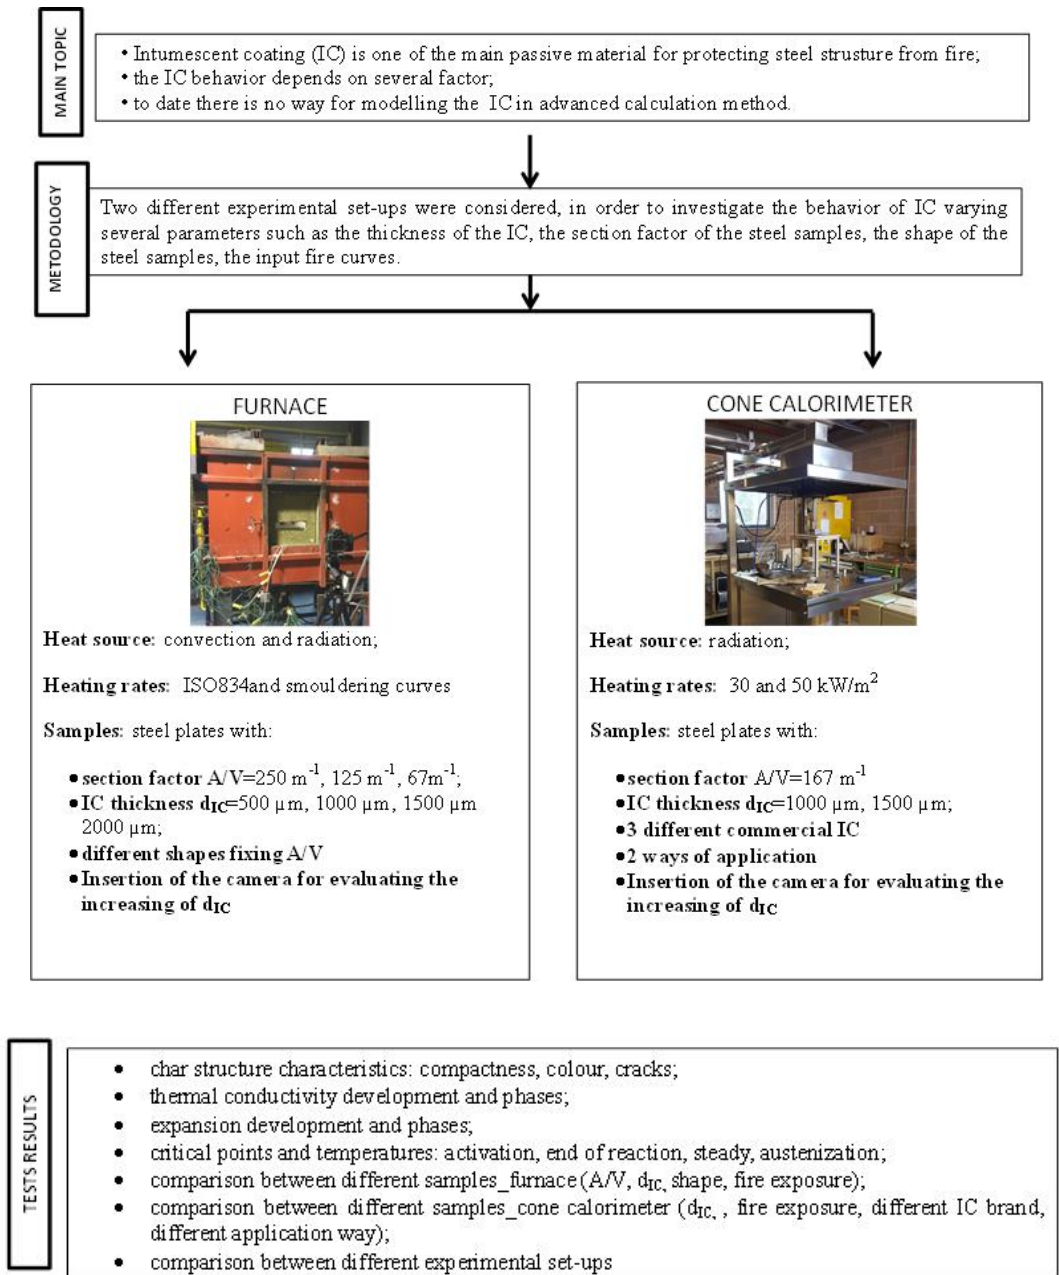 MAIN TOPIC
• Intumescent coating (IC) is one of the main passive material for protecting steel strusture from fire;
• the IC behavior depends on several factor;
• to date there is no way for modelling the IC in advanced calculation method.
METODOLOGY
Two different experimental set-ups were considered, in order to investigate the behavior of IC varying
several parameters such as the thickness of the IC, the section factor of the steel samples, the shape of the
steel samples, the input fire curves.
FURNACE
Heat source: convection and radiation;
Heating rates: ISO834and smouldering curves
Samples: steel plates with:
• section factor A/V=250 m⁻¹, 125 m⁻¹, 67m⁻¹;
• IC thickness dIC=500 µm, 1000 µm, 1500 µm
2000 µm;
• different shapes fixing A/V
• Insertion of the camera for evaluating the
increasing of dIC
CONE CALORIMETER
Heat source: radiation;
Heating rates: 30 and 50 kW/m²
Samples: steel plates with:
• section factor A/V=167 m⁻¹
• IC thickness dIC=1000 µm, 1500 µm;
• 3 different commercial IC
• 2 ways of application
• Insertion of the camera for evaluating the
increasing of dIC
TESTS RESULTS
• char structure characteristics: compactness, colour, cracks;
• thermal conductivity development and phases;
• expansion development and phases;
• critical points and temperatures: activation, end of reaction, steady, austenization;
• comparison between different samples_furnace (A/V, dIC, shape, fire exposure);
• comparison between different samples_cone calorimeter (dIC, , fire exposure, different IC brand,
different application way);
• comparison between different experimental set-ups